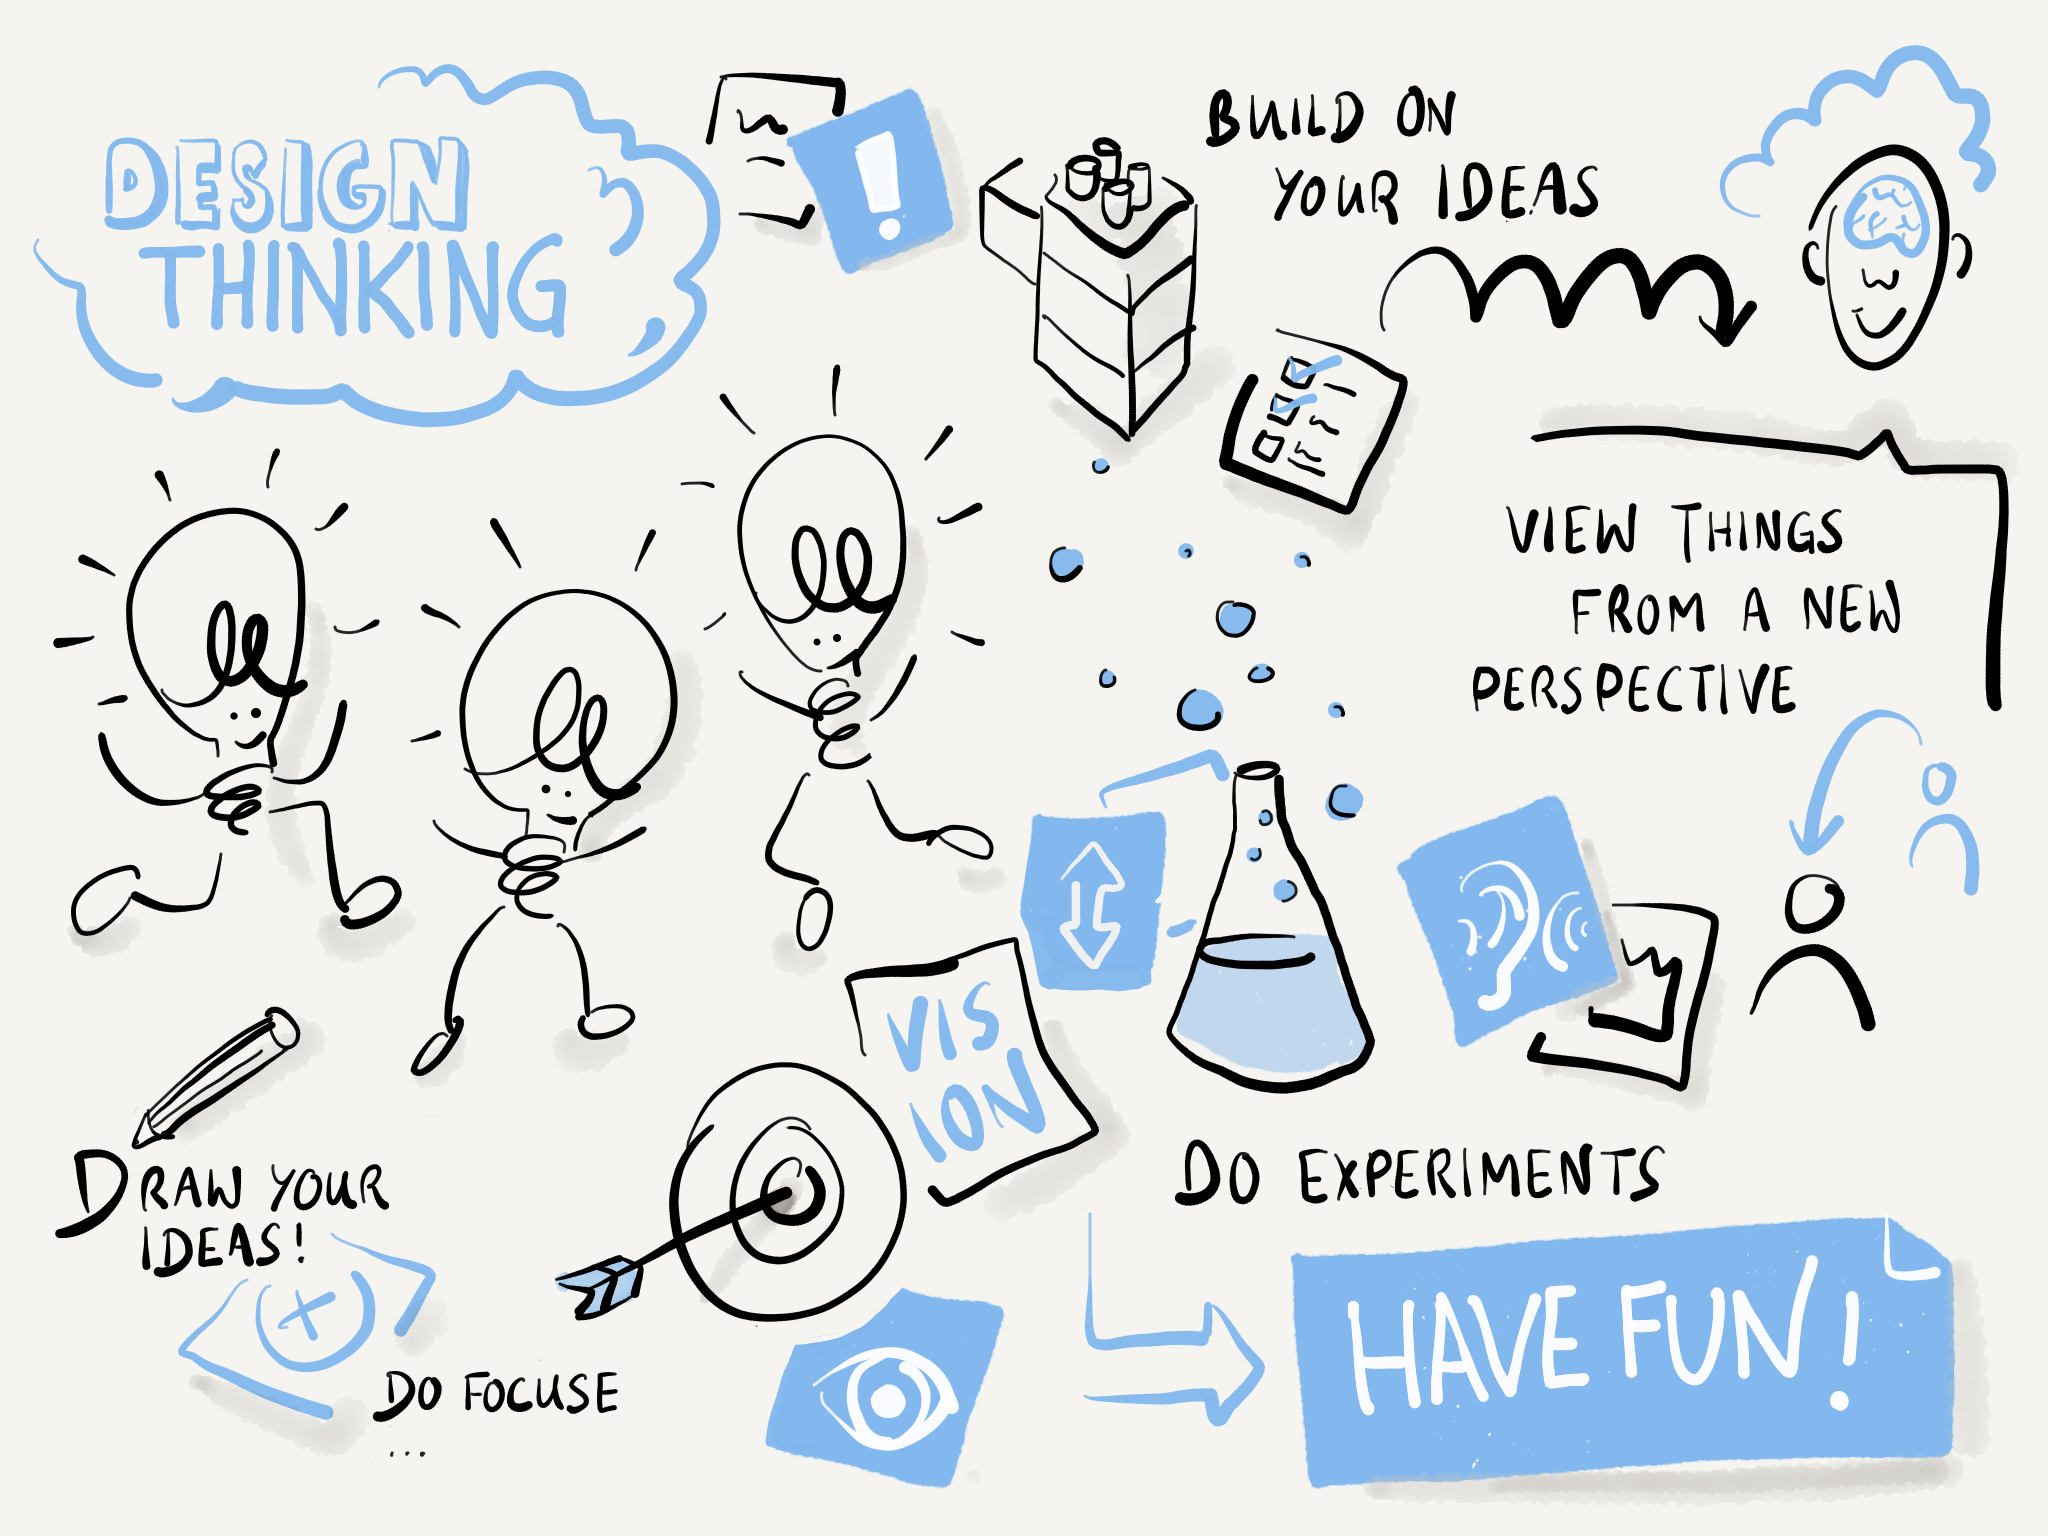 DESIGN
THINKING
BUILD ON
YOUR IDEAS
VIEW THINGS
FROM A NEW
PERSPECTIVE
VIS
ION
DRAW YOUR
IDEAS!
DO FOCUSE
...
DO EXPERIMENTS
HAVE FUN!